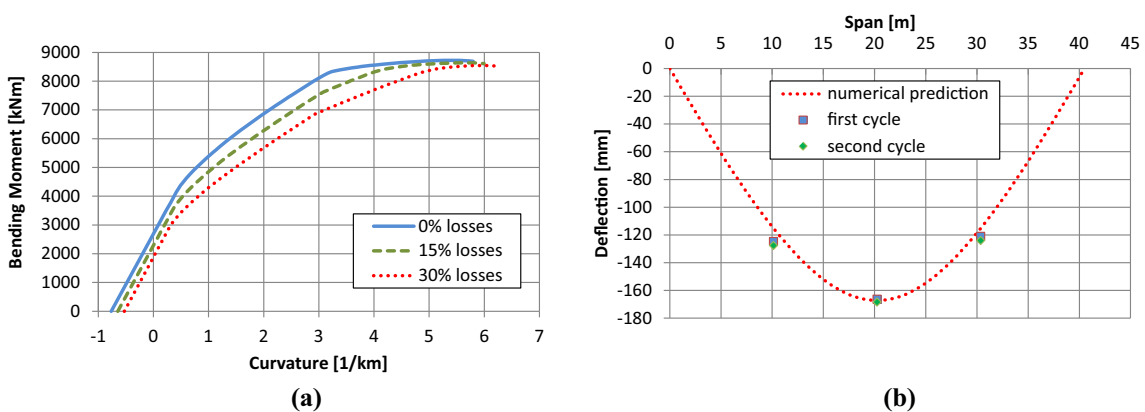 Bending Moment [kNm]
9000
8000
7000
6000
5000
4000
3000
2000
1000
0
-1 0 1 2 3 4 5 6 7
Curvature [1/km]
0% losses
15% losses
30% losses
(a)
Span [m]
0 5 10 15 20 25 30 35 40 45
Deflection [mm]
0
-20
-40
-60
-80
-100
-120
-140
-160
-180
numerical prediction
first cycle
second cycle
(b)